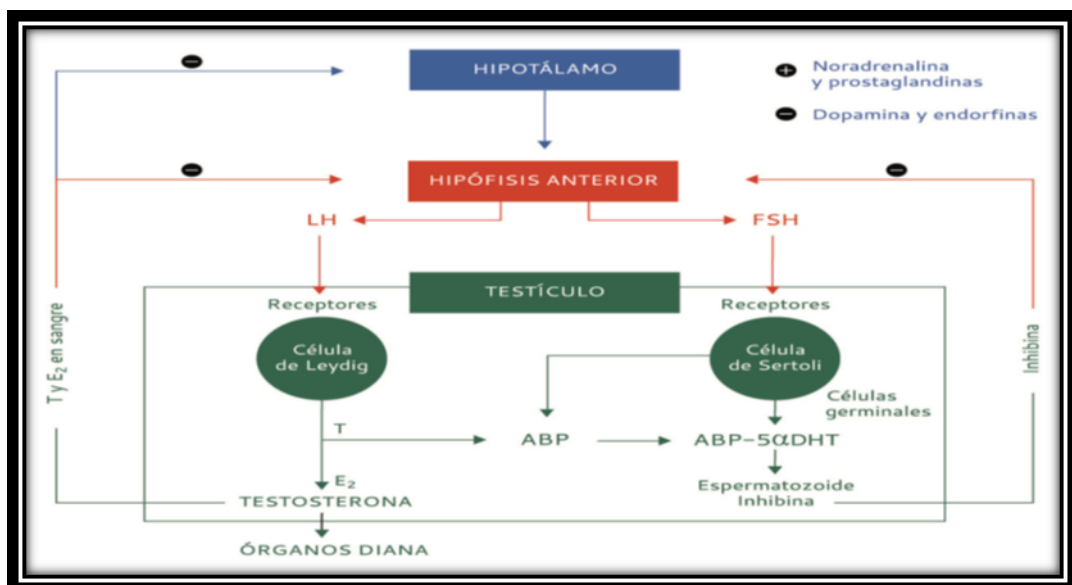 HIPOTÁLAMO
+ Noradrenalina
y prostaglandinas
− Dopamina y endorfinas
−
−
HIPÓFISIS ANTERIOR
−
LH
FSH
TESTÍCULO
Receptores
Receptores
Célula
de Leydig
Célula
de Sertoli
T y E₂ en sangre
Inhibina
Células
germinales
T
ABP
ABP–5αDHT
E₂
TESTOSTERONA
Espermatozoide
Inhibina
ÓRGANOS DIANA